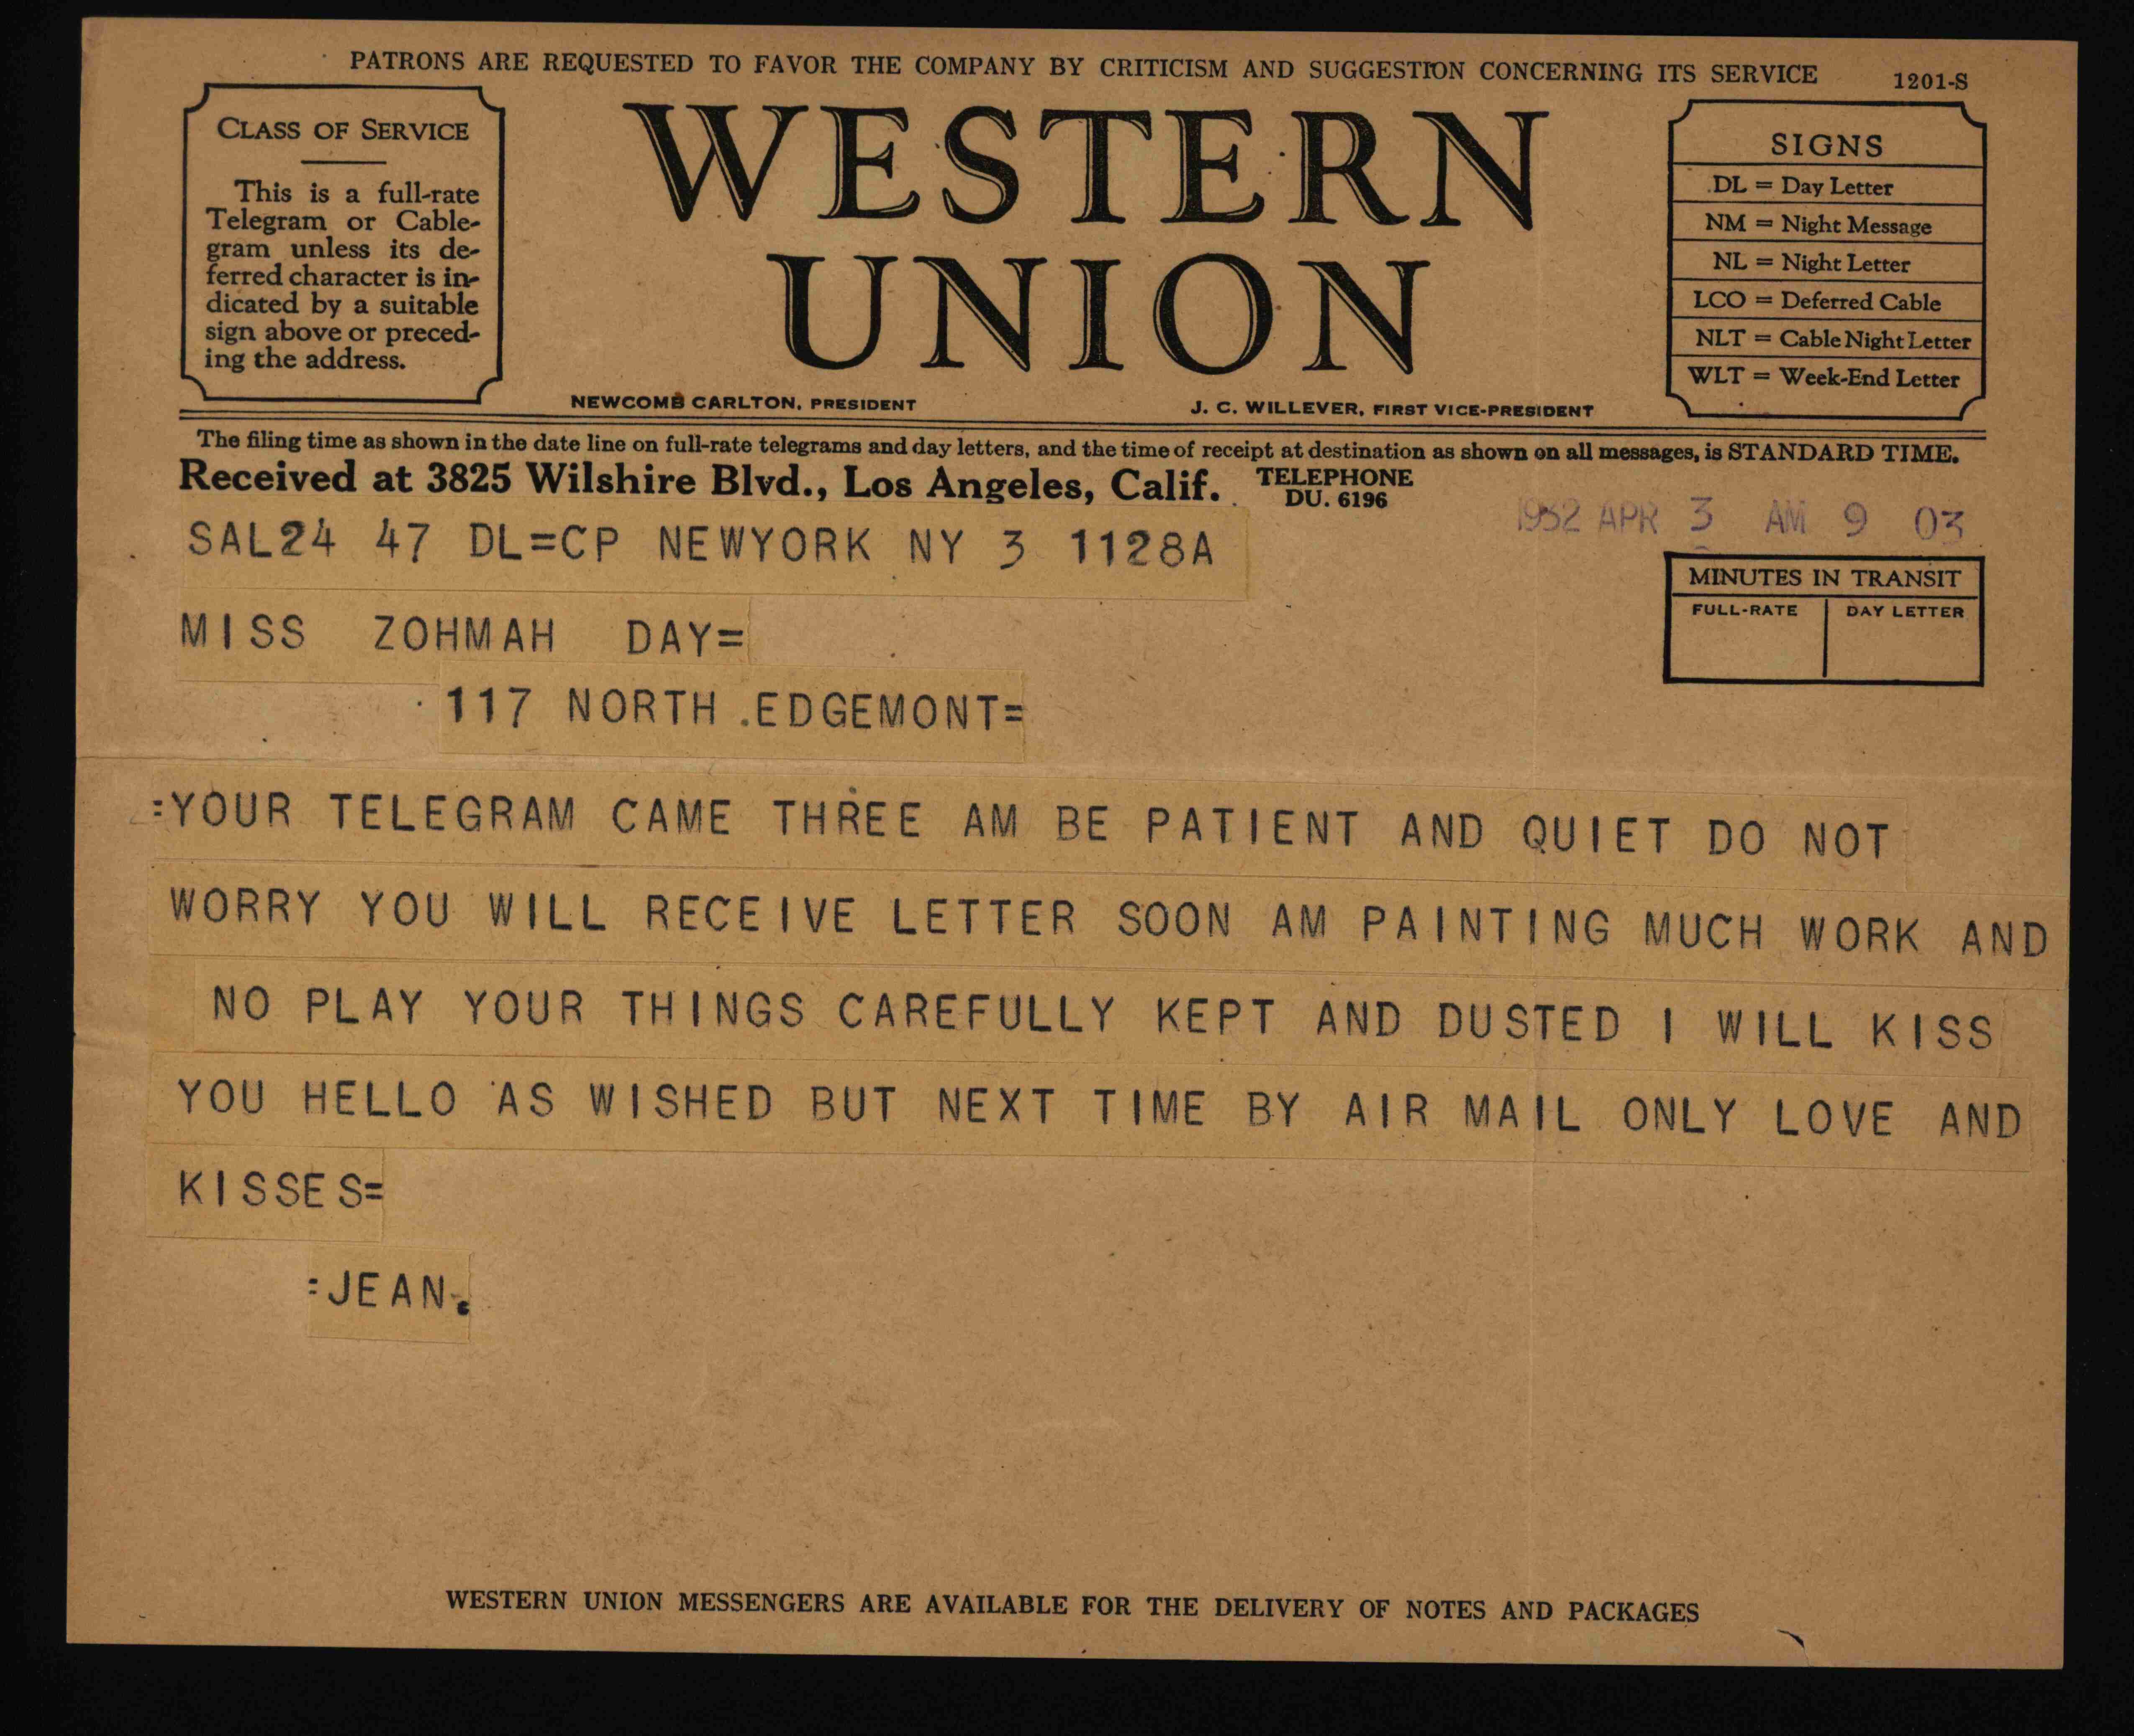 PATRONS ARE REQUESTED TO FAVOR THE COMPANY BY CRITICISM AND SUGGESTION CONCERNING ITS SERVICE
1201-S
CLASS OF SERVICE
This is a full-rate
Telegram or Cable-
gram unless its de-
ferred character is in-
dicated by a suitable
sign above or preced-
ing the address.
WESTERN
UNION
NEWCOMB CARLTON, PRESIDENT
J. C. WILLEVER, FIRST VICE-PRESIDENT
SIGNS
DL = Day Letter
NM = Night Message
NL = Night Letter
LCO = Deferred Cable
NLT = Cable Night Letter
WLT = Week-End Letter
The filing time as shown in the date line on full-rate telegrams and day letters, and the time of receipt at destination as shown on all messages, is STANDARD TIME.
Received at 3825 Wilshire Blvd., Los Angeles, Calif.
TELEPHONE
DU. 6196
1932 APR 3 AM 9 03
SAL24 47 DL=CP NEWYORK NY 3 1128A
MINUTES IN TRANSIT
FULL-RATE
DAY LETTER
MISS ZOHMAH DAY=
117 NORTH .EDGEMONT=
=YOUR TELEGRAM CAME THREE AM BE PATIENT AND QUIET DO NOT
WORRY YOU WILL RECEIVE LETTER SOON AM PAINTING MUCH WORK AND
NO PLAY YOUR THINGS CAREFULLY KEPT AND DUSTED I WILL KISS
YOU HELLO AS WISHED BUT NEXT TIME BY AIR MAIL ONLY LOVE AND
KISSES=
=JEAN.
WESTERN UNION MESSENGERS ARE AVAILABLE FOR THE DELIVERY OF NOTES AND PACKAGES